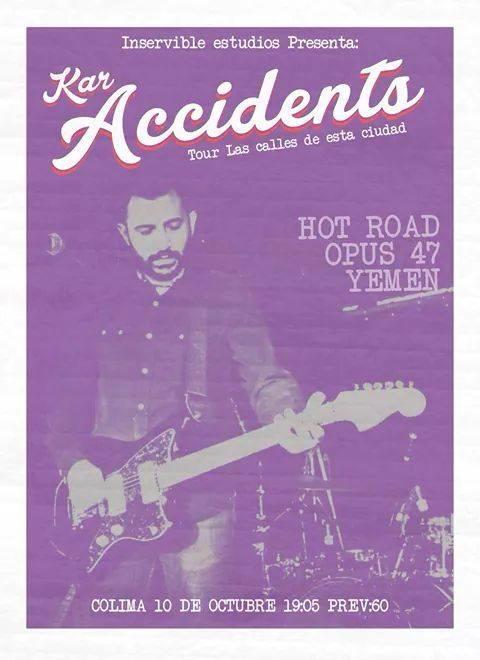 Inservible estudios Presenta:
Kar
Accidents
Tour Las calles de esta ciudad
HOT ROAD
OPUS 47
YEMEN
COLIMA 10 DE OCTUBRE 19:05 PREV:60